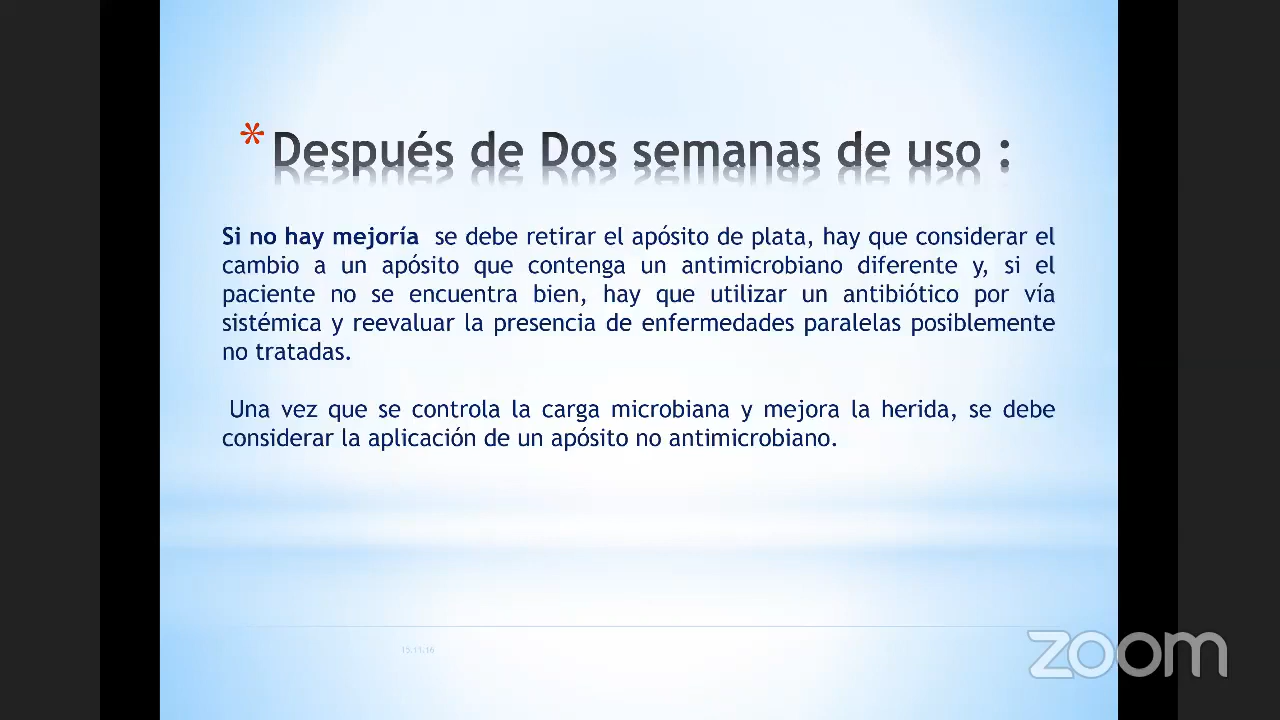 * Después de Dos semanas de uso :
Si no hay mejoría se debe retirar el apósito de plata, hay que considerar el
cambio a un apósito que contenga un antimicrobiano diferente y, si el
paciente no se encuentra bien, hay que utilizar un antibiótico por vía
sistémica y reevaluar la presencia de enfermedades paralelas posiblemente
no tratadas.
Una vez que se controla la carga microbiana y mejora la herida, se debe
considerar la aplicación de un apósito no antimicrobiano.
15.11.16
zoom